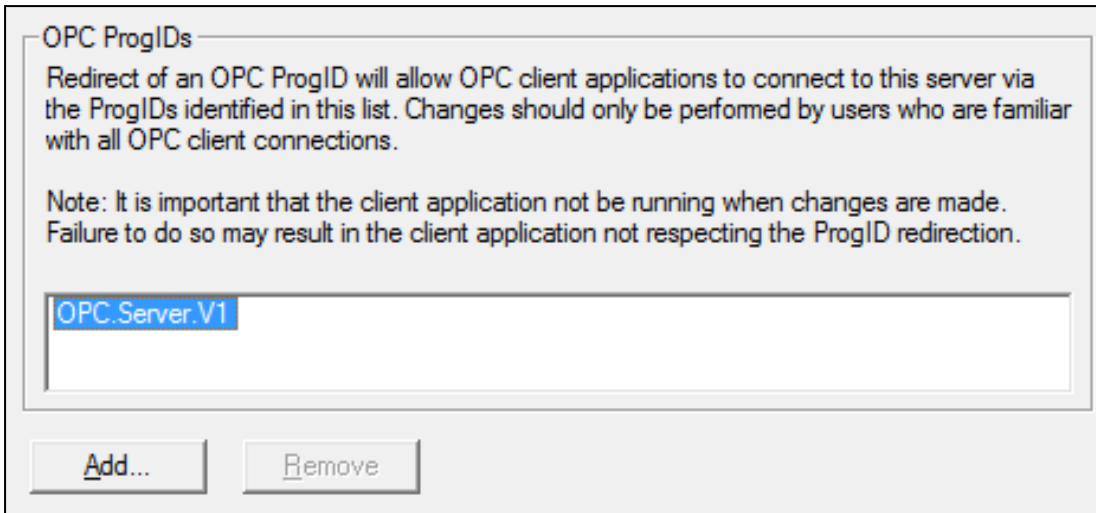 OPC ProgIDs
Redirect of an OPC ProgID will allow OPC client applications to connect to this server via
the ProgIDs identified in this list. Changes should only be performed by users who are familiar
with all OPC client connections.
Note: It is important that the client application not be running when changes are made.
Failure to do so may result in the client application not respecting the ProgID redirection.
OPC.Server.V1
Add...
Remove